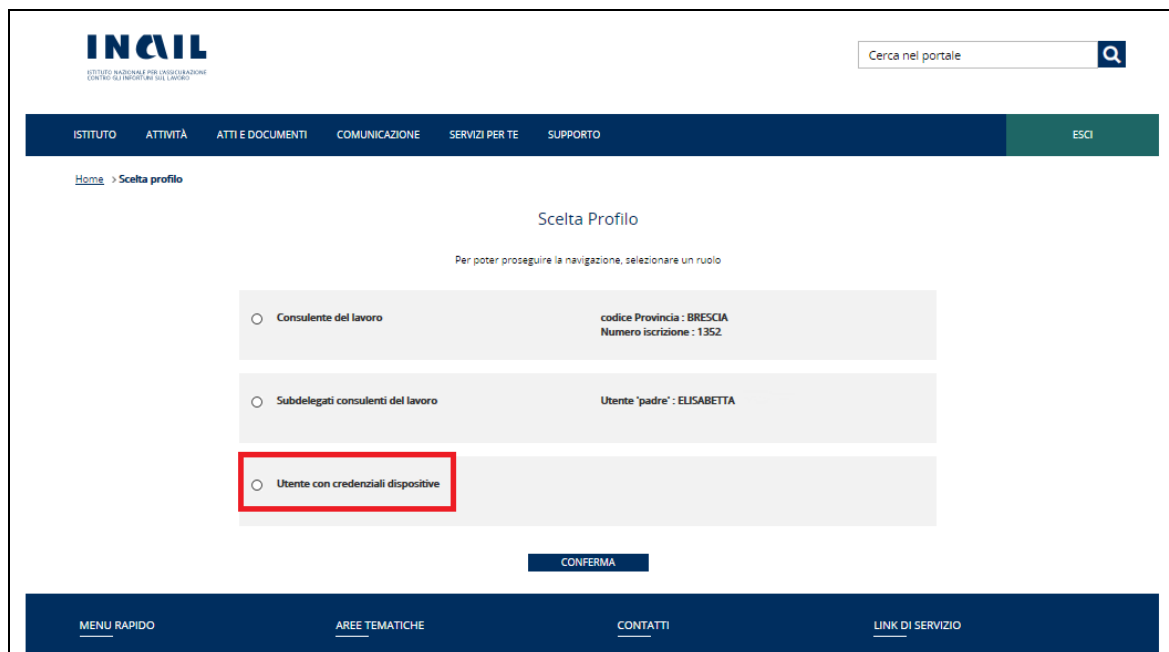 INAIL
ISTITUTO NAZIONALE PER L'ASSICURAZIONE
CONTRO GLI INFORTUNI SUL LAVORO
Cerca nel portale
ISTITUTO ATTIVITÀ ATTI E DOCUMENTI COMUNICAZIONE SERVIZI PER TE SUPPORTO ESCI
Home > Scelta profilo
Scelta Profilo
Per poter proseguire la navigazione, selezionare un ruolo
Consulente del lavoro codice Provincia : BRESCIA
Numero iscrizione : 1352
Subdelegati consulenti del lavoro Utente 'padre' : ELISABETTA
Utente con credenziali dispositive
CONFERMA
MENU RAPIDO AREE TEMATICHE CONTATTI LINK DI SERVIZIO